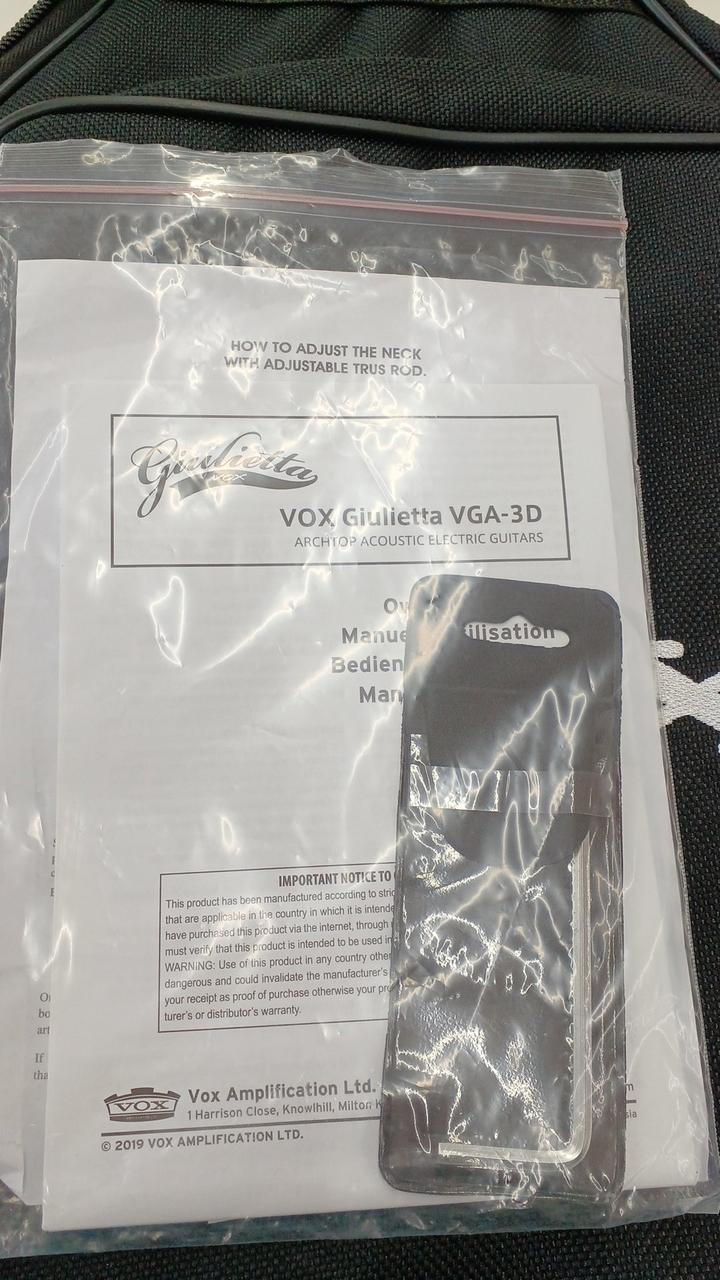 HOW TO ADJUST THE NECK
WITH ADJUSTABLE TRUS ROD.
Giulietta
VOX
VOX Giulietta VGA-3D
ARCHTOP ACOUSTIC ELECTRIC GUITARS
Ow
Manue ilisation
Bedien
Man
IMPORTANT NOTICE TO
This product has been manufactured according to stric
that are applicable in the country in which it is intende
have purchased this product via the internet, through
must verify that this product is intended to be used in
WARNING: Use of this product in any country other
dangerous and could invalidate the manufacturer's
your receipt as proof of purchase otherwise your pro
turer's or distributor's warranty.
If
tha
VOX
Vox Amplification Ltd.
1 Harrison Close, Knowlhill, Milton K
© 2019 VOX AMPLIFICATION LTD.